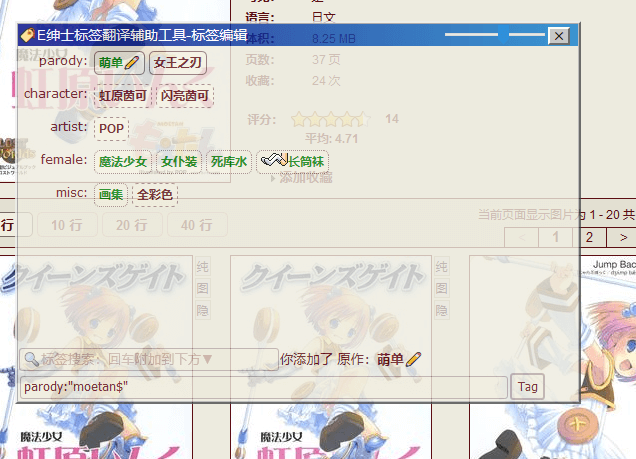 语言: 日文
E绅士标签翻译辅助工具-标签编辑
体积: 8.25 MB
页数: 37 页
收藏: 24 次
评分: 14
平均: 4.71
添加收藏
parody: 萌单 女王之刃
character: 虹原茵可 闪亮茵可
artist: POP
female: 魔法少女 女仆装 死库水 长筒袜
misc: 画集 全彩色
当前页面显示图片为 1 - 20 共
行 10 行 20 行 40 行
< 1 2 >
クイーンズゲイト
纯
图
隐
クイーンズゲイト
纯
图
隐
Jump Bac
标签搜索：回车附加到下方▼
你添加了 原作：萌单
parody:"moetan$"
Tag
魔法少女
魔法少女